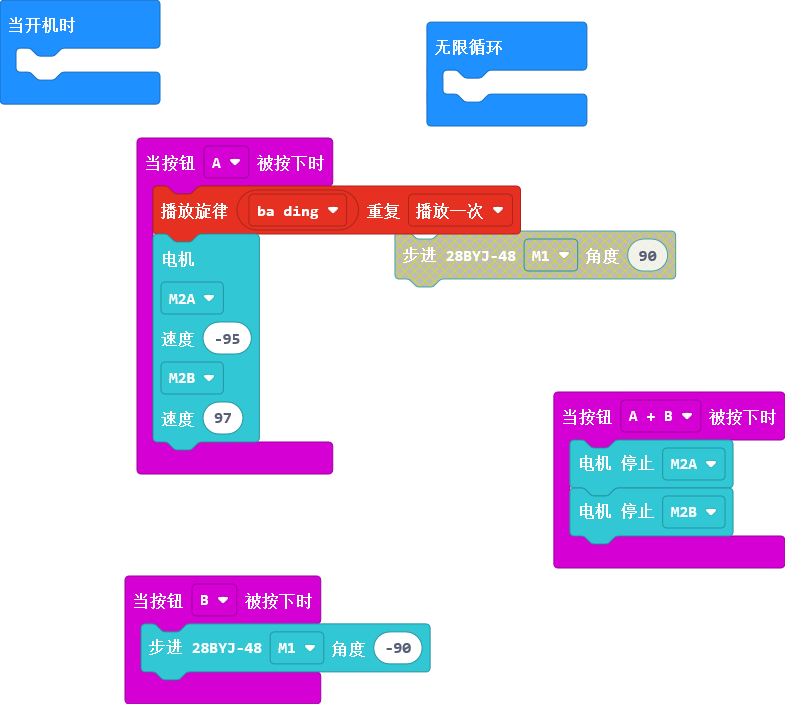 当开机时
无限循环
当按钮 A 被按下时
播放旋律 ba ding 重复 播放一次
电机
M2A
速度 -95
M2B
速度 97
步进 28BYJ-48 M1 角度 90
当按钮 A + B 被按下时
电机 停止 M2A
电机 停止 M2B
当按钮 B 被按下时
步进 28BYJ-48 M1 角度 -90